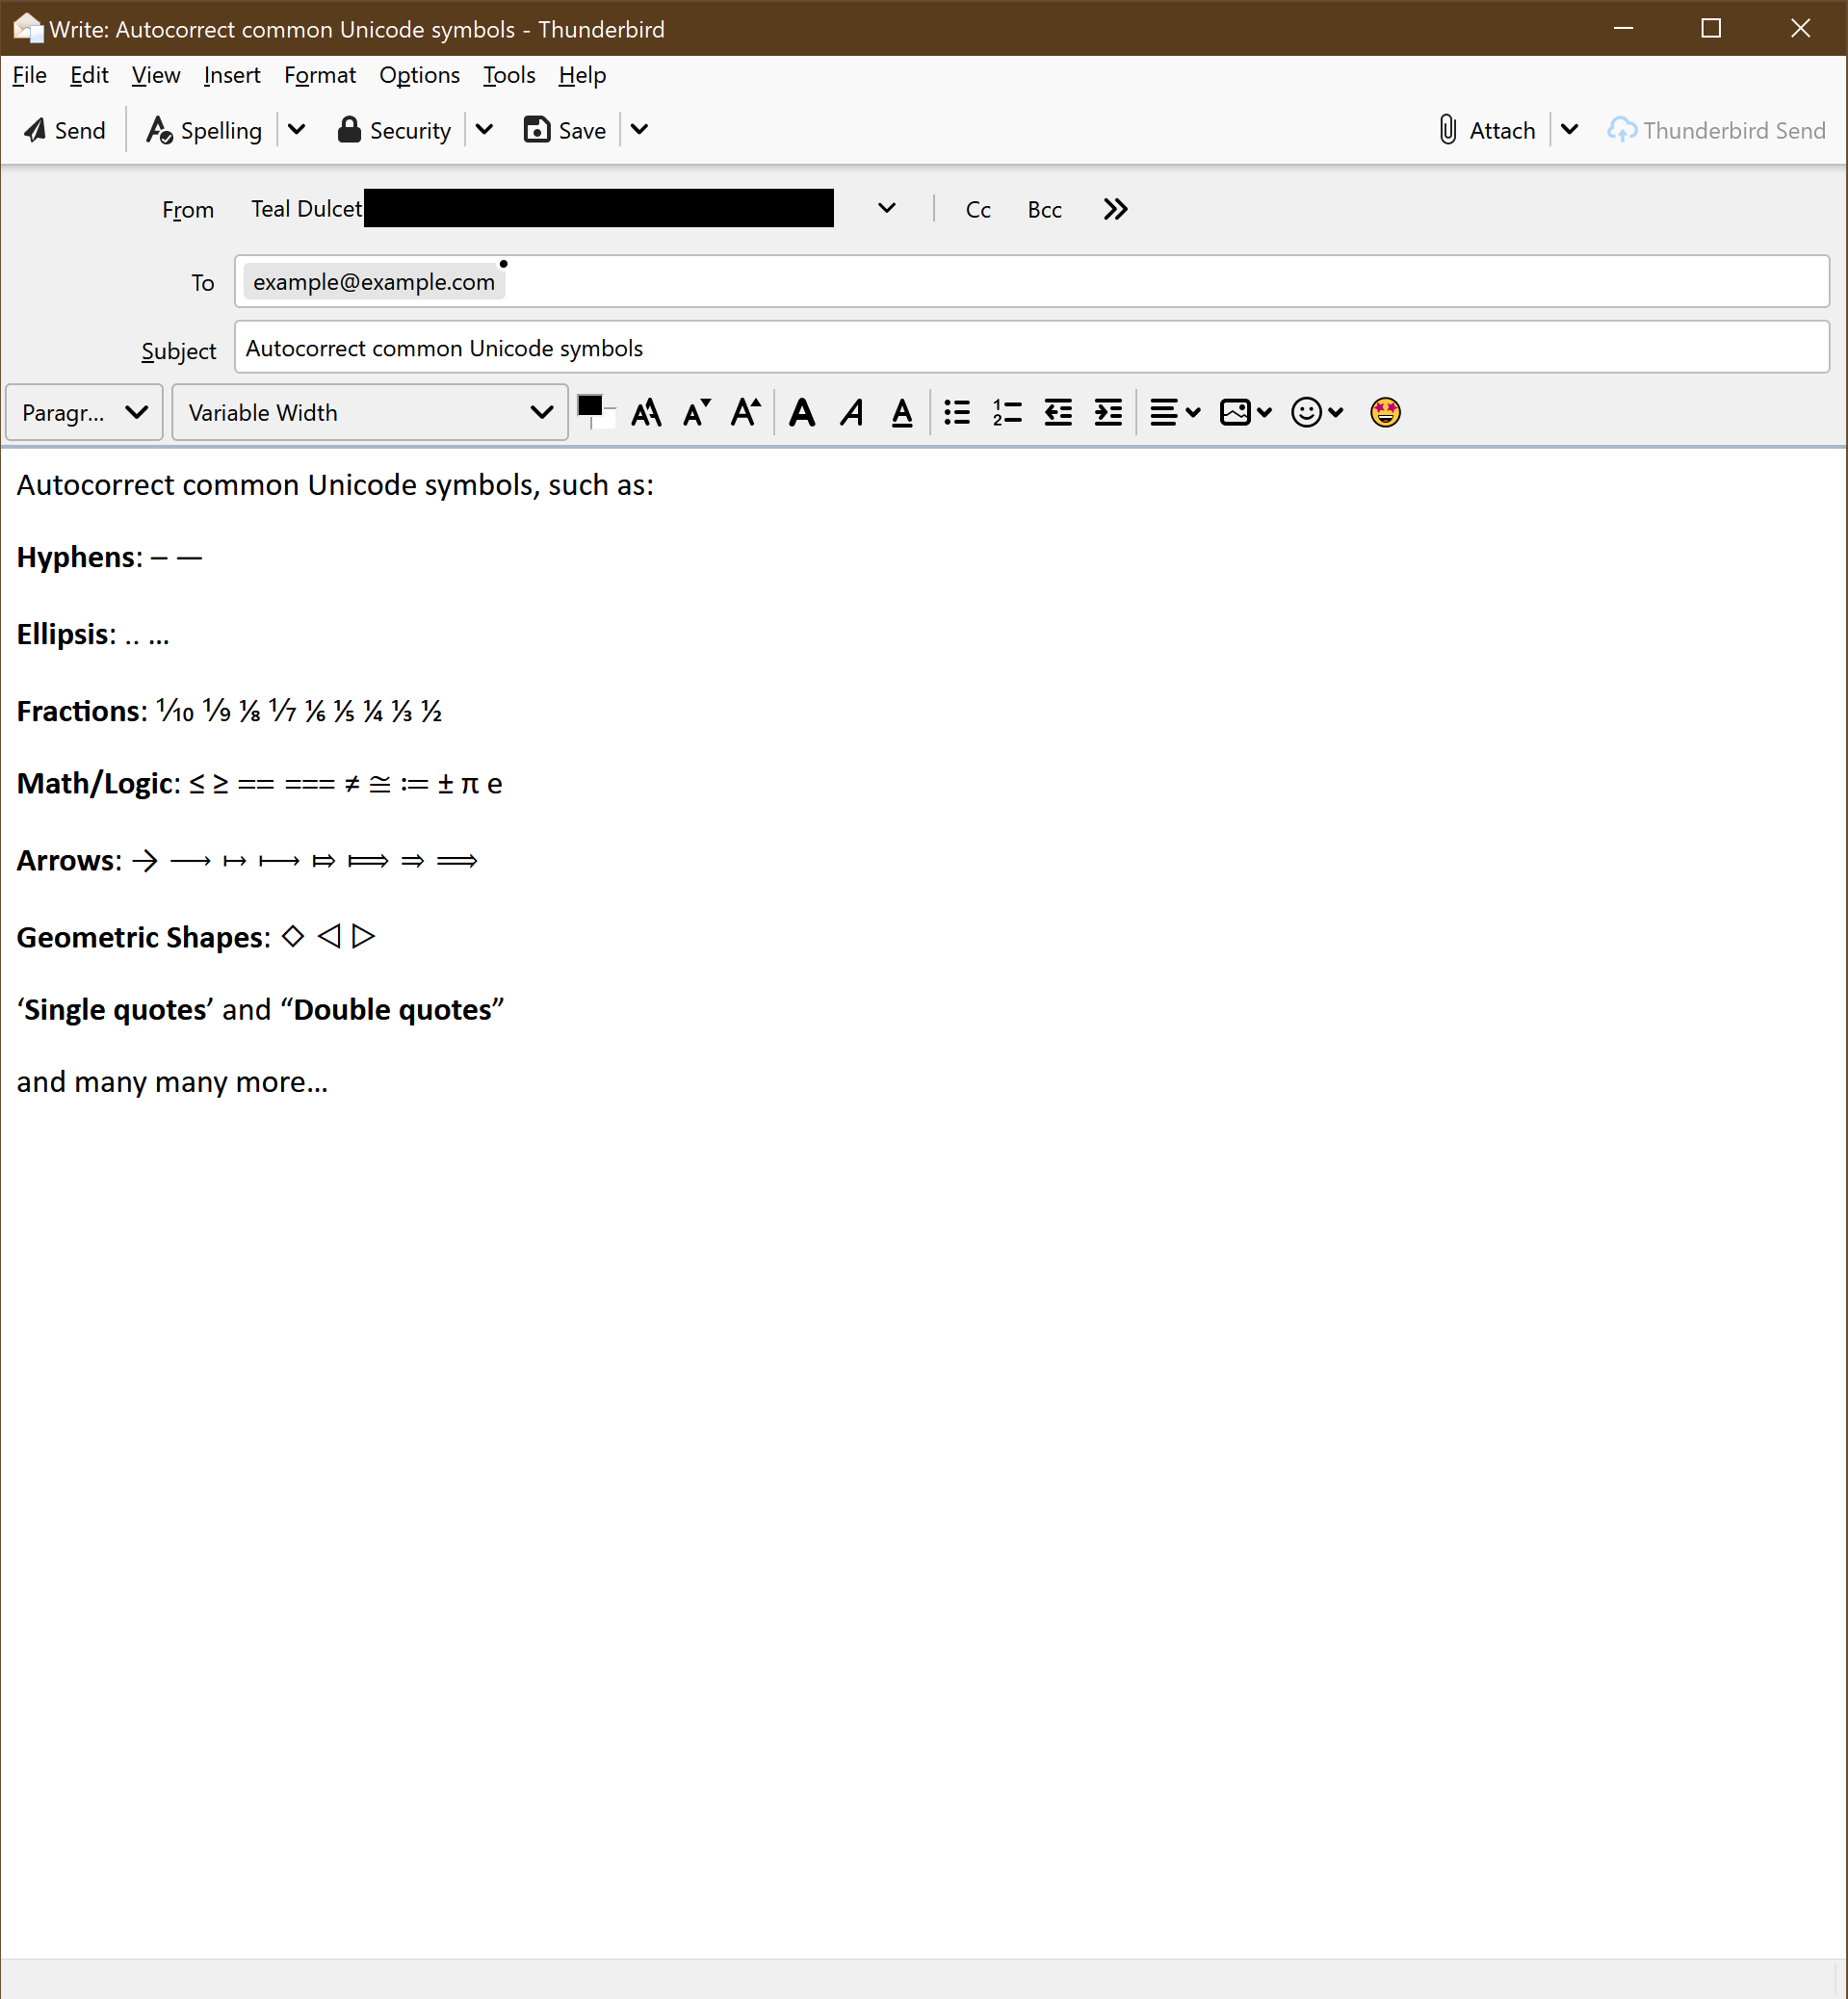 Write: Autocorrect common Unicode symbols - Thunderbird
File Edit View Insert Format Options Tools Help
Send Spelling Security Save Attach Thunderbird Send
From Teal Dulcet Cc Bcc
To example@example.com
Subject Autocorrect common Unicode symbols
Paragr... Variable Width
Autocorrect common Unicode symbols, such as:
Hyphens: – —
Ellipsis: ‥ …
Fractions: ⅒ ⅑ ⅛ ⅐ ⅙ ⅕ ¼ ⅓ ½
Math/Logic: ≤ ≥ ⩵ ⩶ ≠ ≅ ≔ ± π e
Arrows: → ⟶ ↦ ⟼ ⤇ ⟾ ⇒ ⟹
Geometric Shapes: ◇ ◁ ▷
‘Single quotes’ and “Double quotes”
and many many more…